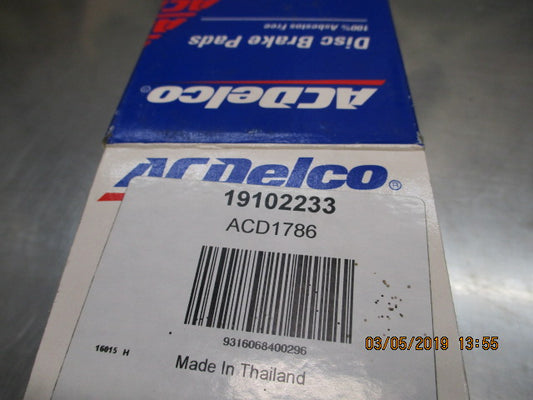 ACDelco
Disc Brake Pads
100% Asbestos Free
ACDelco
ACDelco®
19102233
ACD1786
9316068400296
16015 H
Made In Thailand
03/05/2019 13:55